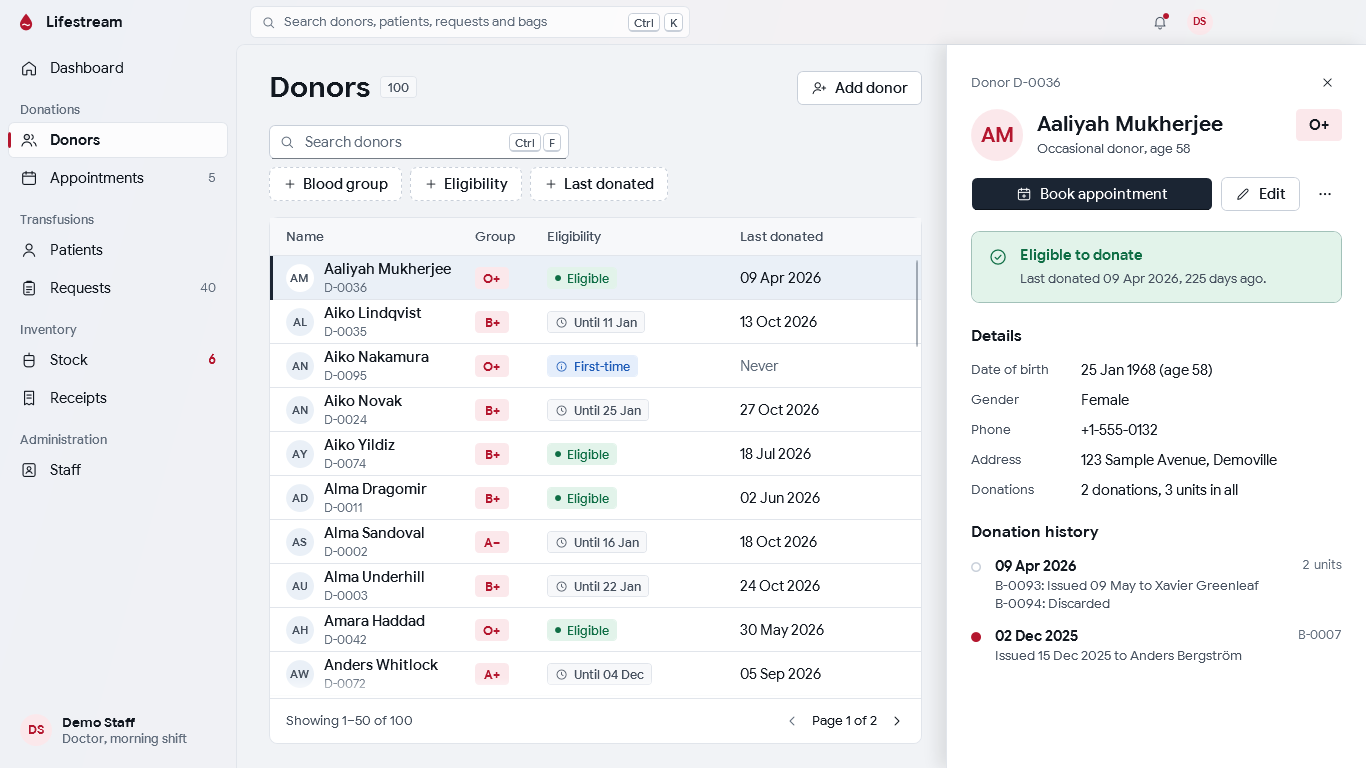 Lifestream
Search donors, patients, requests and bags
Ctrl K
DS
Dashboard
Donations
Donors
Appointments 5
Transfusions
Patients
Requests 40
Inventory
Stock 6
Receipts
Administration
Staff
DS
Demo Staff
Doctor, morning shift
Donors 100
Add donor
Search donors Ctrl F
+ Blood group
+ Eligibility
+ Last donated
Name Group Eligibility Last donated
AM Aaliyah Mukherjee O+ Eligible 09 Apr 2026
D-0036
AL Aiko Lindqvist B+ Until 11 Jan 13 Oct 2026
D-0035
AN Aiko Nakamura O+ First-time Never
D-0095
AN Aiko Novak B+ Until 25 Jan 27 Oct 2026
D-0024
AY Aiko Yildiz B+ Eligible 18 Jul 2026
D-0074
AD Alma Dragomir B+ Eligible 02 Jun 2026
D-0011
AS Alma Sandoval A− Until 16 Jan 18 Oct 2026
D-0002
AU Alma Underhill B+ Until 22 Jan 24 Oct 2026
D-0003
AH Amara Haddad O+ Eligible 30 May 2026
D-0042
AW Anders Whitlock A+ Until 04 Dec 05 Sep 2026
D-0072
Showing 1–50 of 100
Page 1 of 2
Donor D-0036
AM Aaliyah Mukherjee O+
Occasional donor, age 58
Book appointment
Edit
Eligible to donate
Last donated 09 Apr 2026, 225 days ago.
Details
Date of birth 25 Jan 1968 (age 58)
Gender Female
Phone +1-555-0132
Address 123 Sample Avenue, Demoville
Donations 2 donations, 3 units in all
Donation history
09 Apr 2026 2 units
B-0093: Issued 09 May to Xavier Greenleaf
B-0094: Discarded
02 Dec 2025 B-0007
Issued 15 Dec 2025 to Anders Bergström